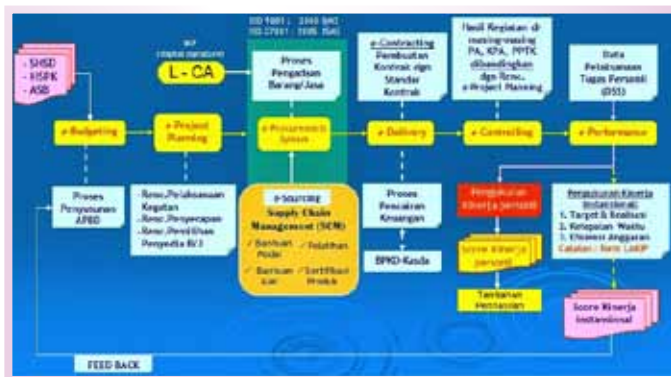 - SHSD
- HSPK
- ASB
L - CA
ISO 9001 : 2008 (SAI)
ISO 27001 : 2005 (SAI)
Proses
Pengadaan
Barang/Jasa
e-Contracting
Pembuatan
Kontrak dgn
Standar
Kontrak
Hasil Kegiatan dr
masing-masing
PA, KPA, PPTK
dibandingkan
dgn Renc.
e-Project Planning
Data
Pelaksanaan
Tugas Personil
(DSS)
e-Budgeting
e-Project
Planning
e-Procurement
System
e-Delivery
e-Controlling
e-Performance
Proses
Penyusunan
APBD
-Renc.Pelaksanaan
Kegiatan
-Renc.Penyerapan
-Renc.Pemilihan
Penyedia B/J
e-Sourcing
Supply Chain
Management (SCM)
✓ Bantuan
Modal
✓ Pelatihan
✓ Bantuan
✓ Sertifikasi
Produk
Proses
Pencairan
Keuangan
BPKD-Kasda
Pengukuran
Kinerja personil
Score Kinerja
personil
Tambahan
Penghasilan
Pengukuran Kinerja
Instansional:
1. Target & Realisasi
2. Ketepatan Waktu
3. Efisiensi Anggaran
Score Kinerja
Instansional
FEED BACK